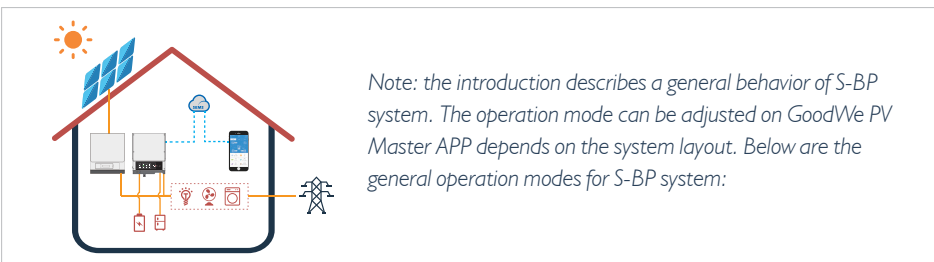 Note: the introduction describes a general behavior of S-BP
system. The operation mode can be adjusted on GoodWe PV
Master APP depends on the system layout. Below are the
general operation modes for S-BP system: